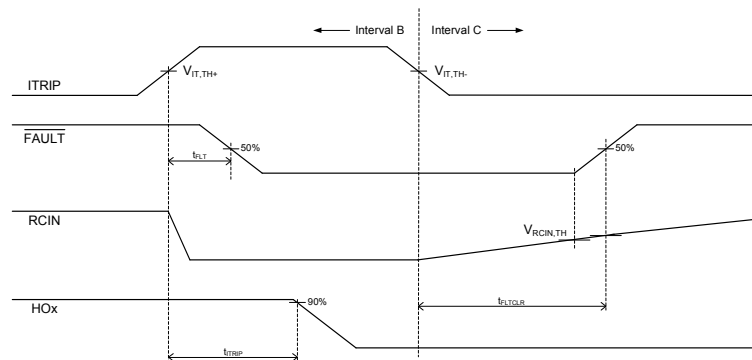 Interval B
Interval C
V_IT,TH+
V_IT,TH-
ITRIP
FAULT
50%
50%
t_FLT
RCIN
V_RCIN,TH
HOx
90%
t_FLTCLR
t_ITRIP